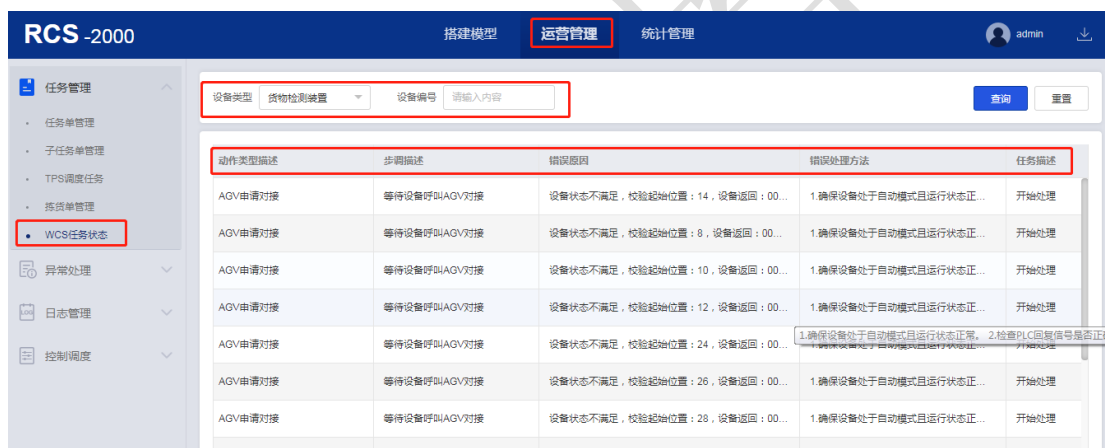 RCS -2000 搭建模型 运营管理 统计管理 admin
任务管理
任务单管理
子任务单管理
TPS调度任务
拣货单管理
WCS任务状态
异常处理
日志管理
控制调度
设备类型 货物检测装置 设备编号 请输入内容 查询 重置
动作类型描述 步调描述 错误原因 错误处理方法 任务描述
AGV申请对接 等待设备呼叫AGV对接 设备状态不满足，校验起始位置：14，设备返回：00... 1.确保设备处于自动模式且运行状态正... 开始处理
AGV申请对接 等待设备呼叫AGV对接 设备状态不满足，校验起始位置：8，设备返回：00... 1.确保设备处于自动模式且运行状态正... 开始处理
AGV申请对接 等待设备呼叫AGV对接 设备状态不满足，校验起始位置：10，设备返回：00... 1.确保设备处于自动模式且运行状态正... 开始处理
AGV申请对接 等待设备呼叫AGV对接 设备状态不满足，校验起始位置：12，设备返回：00... 1.确保设备处于自动模式且运行状态正... 开始处理
1.确保设备处于自动模式且运行状态正常， 2.检查PLC回复信号是否正
AGV申请对接 等待设备呼叫AGV对接 设备状态不满足，校验起始位置：24，设备返回：00... 1.确保设备处于自动模式且运行状态正... 开始处理
AGV申请对接 等待设备呼叫AGV对接 设备状态不满足，校验起始位置：26，设备返回：00... 1.确保设备处于自动模式且运行状态正... 开始处理
AGV申请对接 等待设备呼叫AGV对接 设备状态不满足，校验起始位置：28，设备返回：00... 1.确保设备处于自动模式且运行状态正... 开始处理